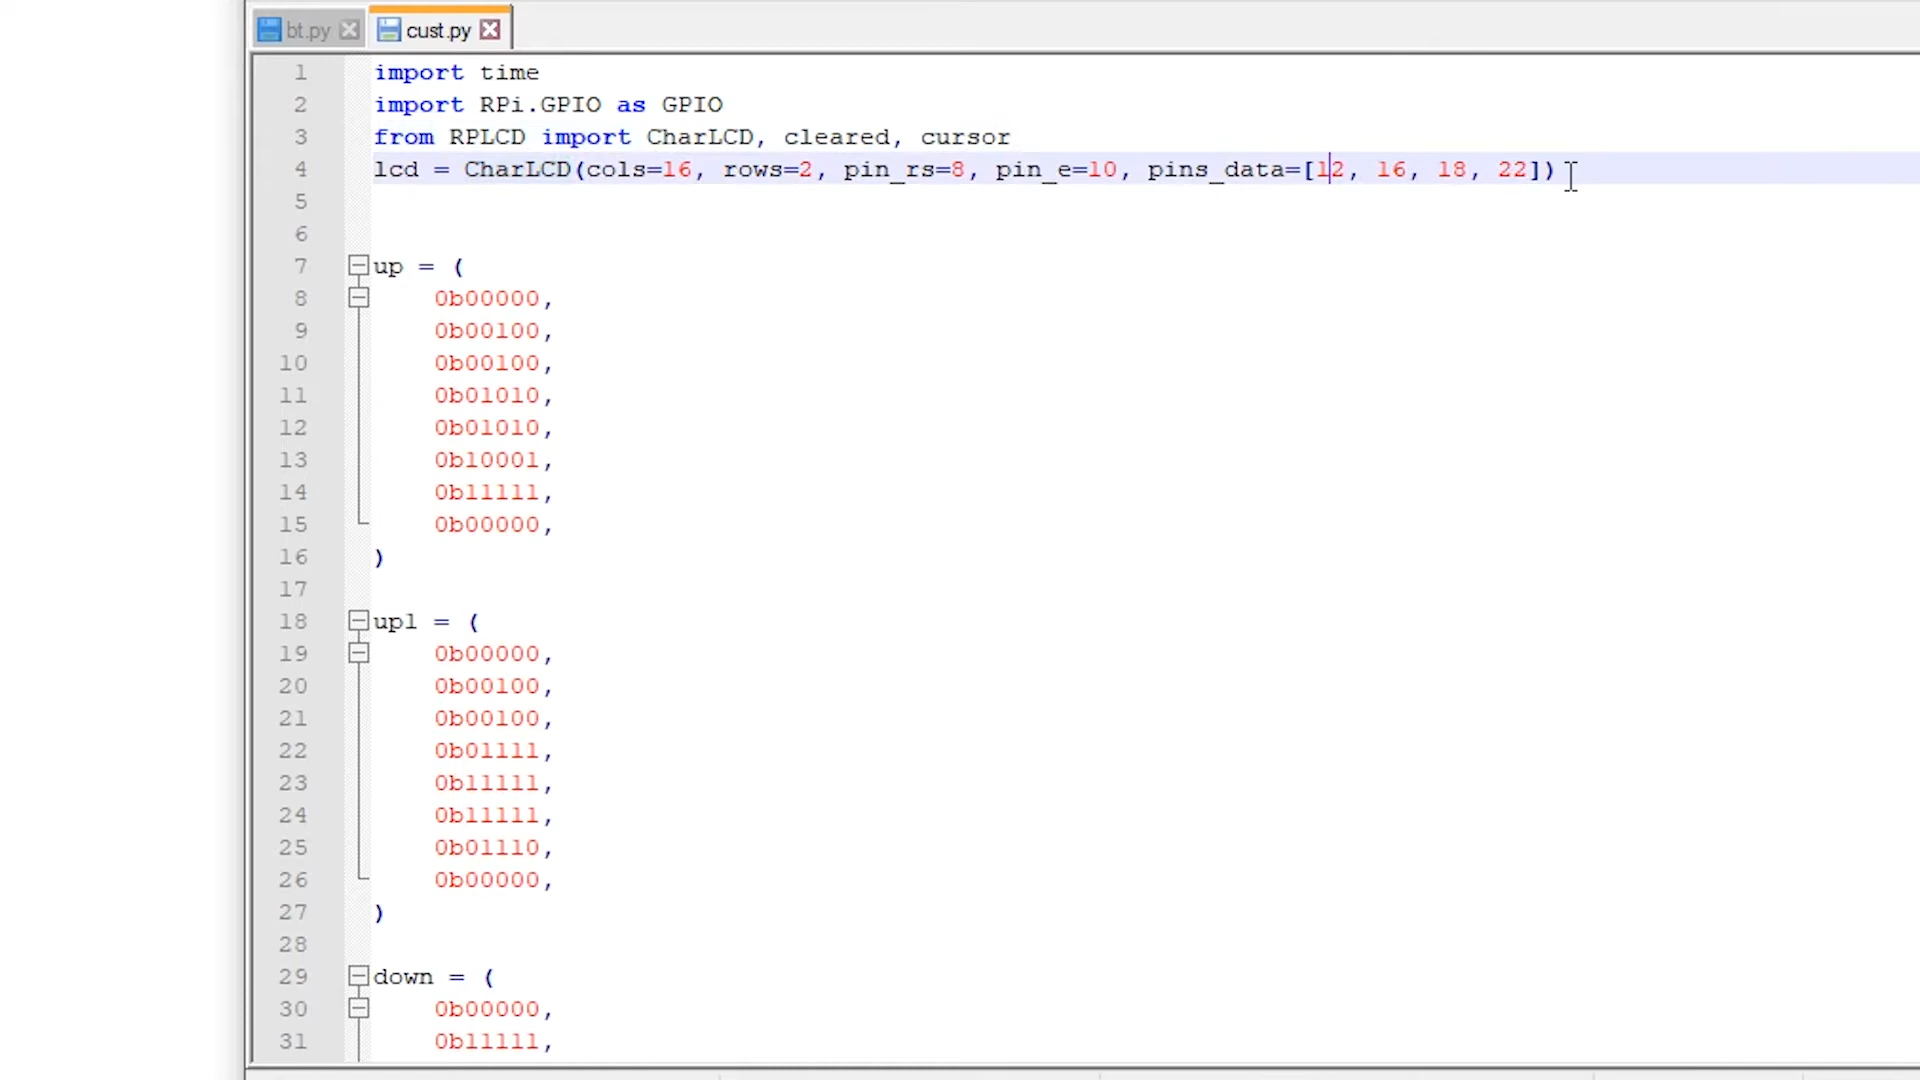 bt.py cust.py
1 import time
2 import RPi.GPIO as GPIO
3 from RPLCD import CharLCD, cleared, cursor
4 lcd = CharLCD(cols=16, rows=2, pin_rs=8, pin_e=10, pins_data=[12, 16, 18, 22])
5
6
7 up = (
8 0b00000,
9 0b00100,
10 0b00100,
11 0b01010,
12 0b01010,
13 0b10001,
14 0b11111,
15 0b00000,
16 )
17
18 up1 = (
19 0b00000,
20 0b00100,
21 0b00100,
22 0b01111,
23 0b11111,
24 0b11111,
25 0b01110,
26 0b00000,
27 )
28
29 down = (
30 0b00000,
31 0b11111,